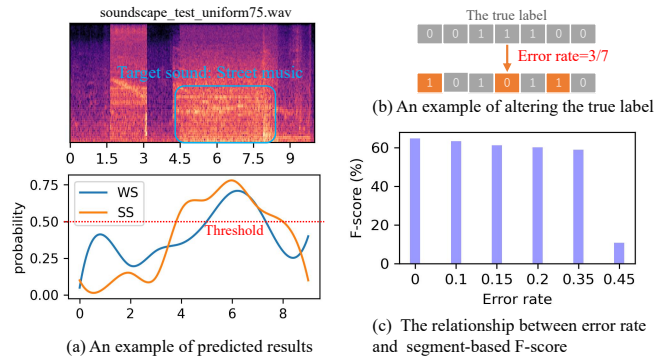 soundscape_test_uniform75.wav
Target sound: Street music
0 1.5 3 4.5 6 7.5 9
0.75
0.50
0.25
0.00
probability
WS
SS
Threshold
0 2 4 6 8
(a) An example of predicted results
The true label
0 0 1 1 1 0 0
Error rate=3/7
1 0 1 0 1 1 0
(b) An example of altering the true label
60
40
20
0
F-score (%)
0 0.1 0.15 0.2 0.35 0.45
Error rate
(c) The relationship between error rate
and segment-based F-score